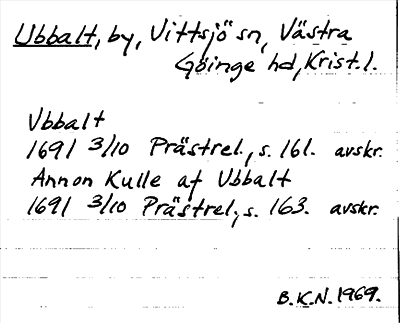 Ubbalt, by, Vittsjö sn, Västra
Göinge hd, Krist. l.
Vbbalt
1691 3/10 Prästrel., s. 161. avskr.
Annon Kulle af Vbbalt
1691 3/10 Prästrel., s. 163. avskr.
B.K.N. 1969.